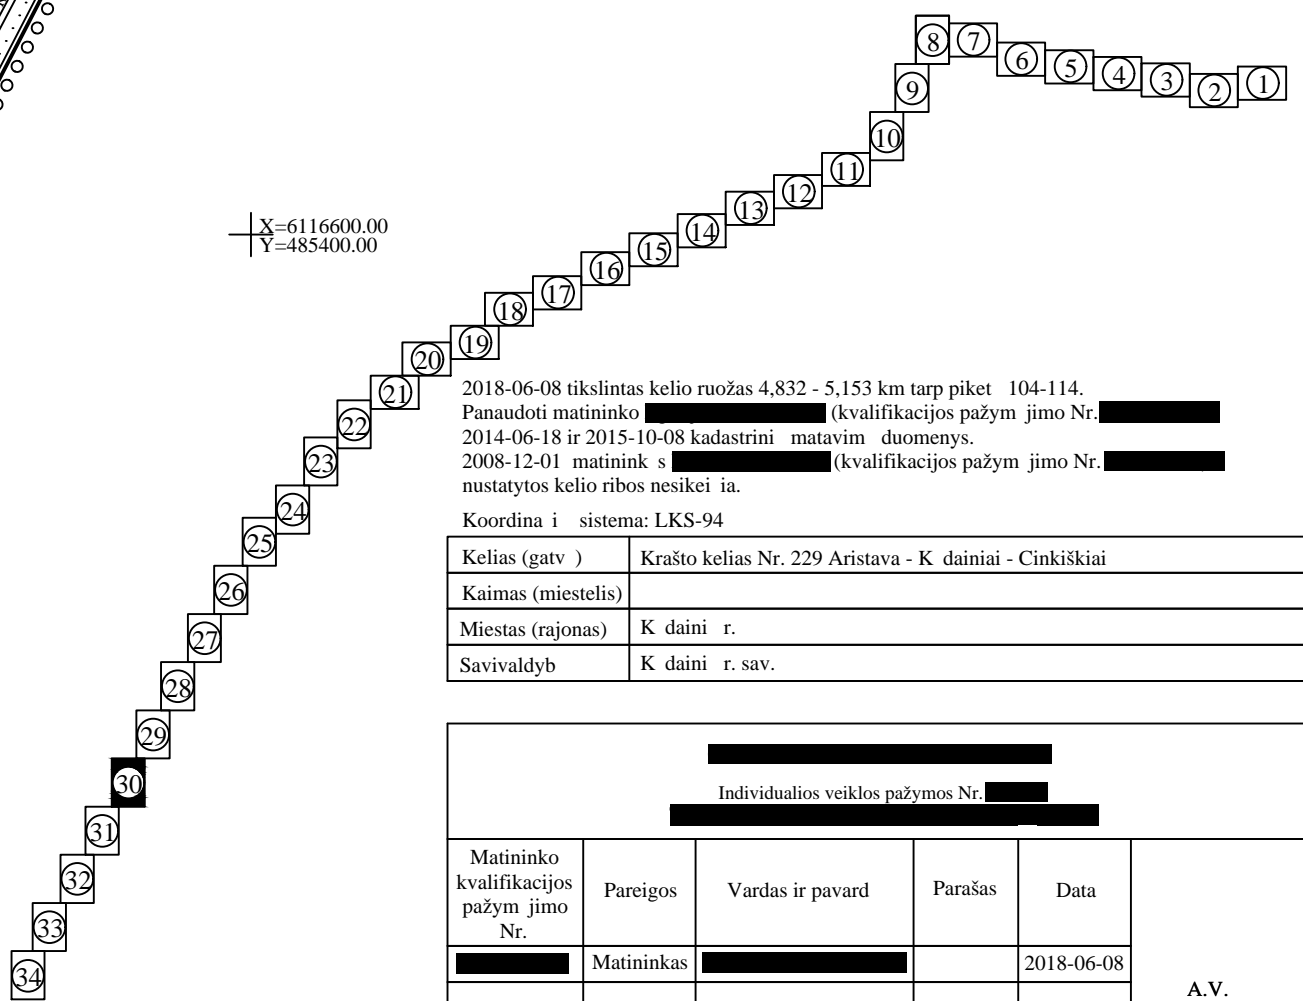 8 7 6 5 4 3 2 1
9
10
11
12
13
14
15
16
17
18
19
20
21
22
23
24
25
26
27
28
29
30
31
32
33
34
X=6116600.00
Y=485400.00
2018-06-08 tikslintas kelio ruožas 4,832 - 5,153 km tarp piket 104-114.
Panaudoti matininko (kvalifikacijos pažym jimo Nr.
2014-06-18 ir 2015-10-08 kadastrini matavim duomenys.
2008-12-01 matinink s (kvalifikacijos pažym jimo Nr.
nustatytos kelio ribos nesikei ia.
Koordina i sistema: LKS-94
Kelias (gatv ) Krašto kelias Nr. 229 Aristava - K dainiai - Cinkiškiai
Kaimas (miestelis)
Miestas (rajonas) K daini r.
Savivaldyb K daini r. sav.
Individualios veiklos pažymos Nr.
Matininko
kvalifikacijos
pažym jimo
Nr.
Pareigos
Vardas ir pavard
Parašas
Data
Matininkas 2018-06-08
A.V.